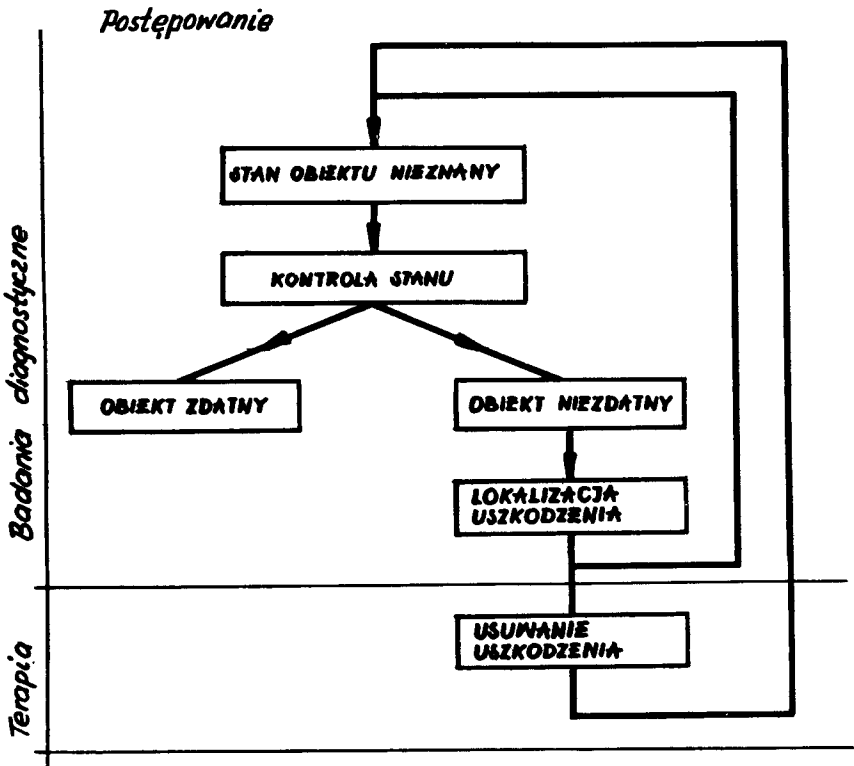 Postępowanie
STAN OBIEKTU NIEZNANY
KONTROLA STANU
OBIEKT ZDATNY
OBIEKT NIEZDATNY
LOKALIZACJA
USZKODZENIA
USUWANIE
USZKODZENIA
Badania diagnostyczne
Terapia